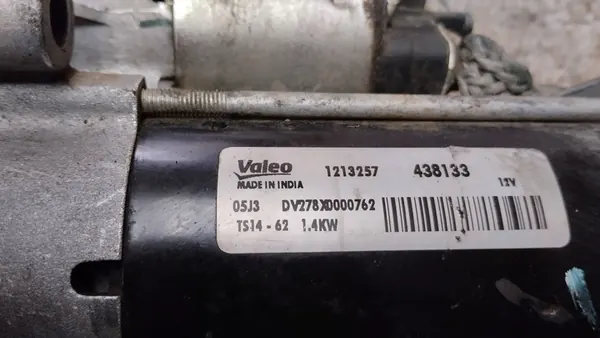 Valeo 1213257 438133
MADE IN INDIA 12V
05J3 DV278X0000762
TS14-62 1.4KW